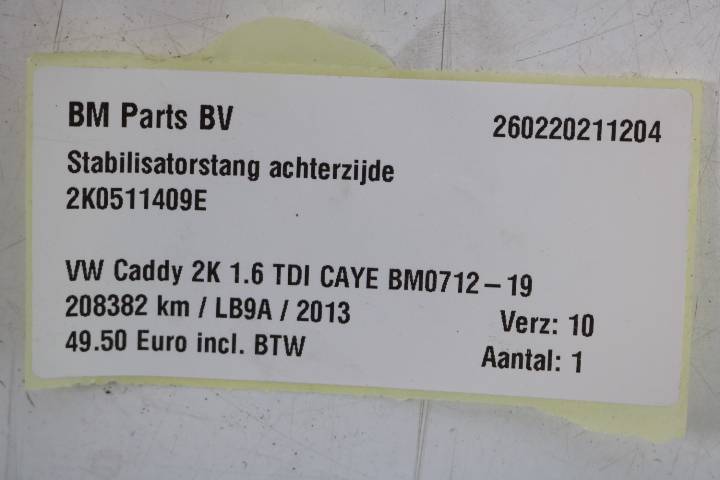 BM Parts BV 260220211204
Stabilisatorstang achterzijde
2K0511409E
VW Caddy 2K 1.6 TDI CAYE BM0712-19
208382 km / LB9A / 2013 Verz: 10
49.50 Euro incl. BTW Aantal: 1